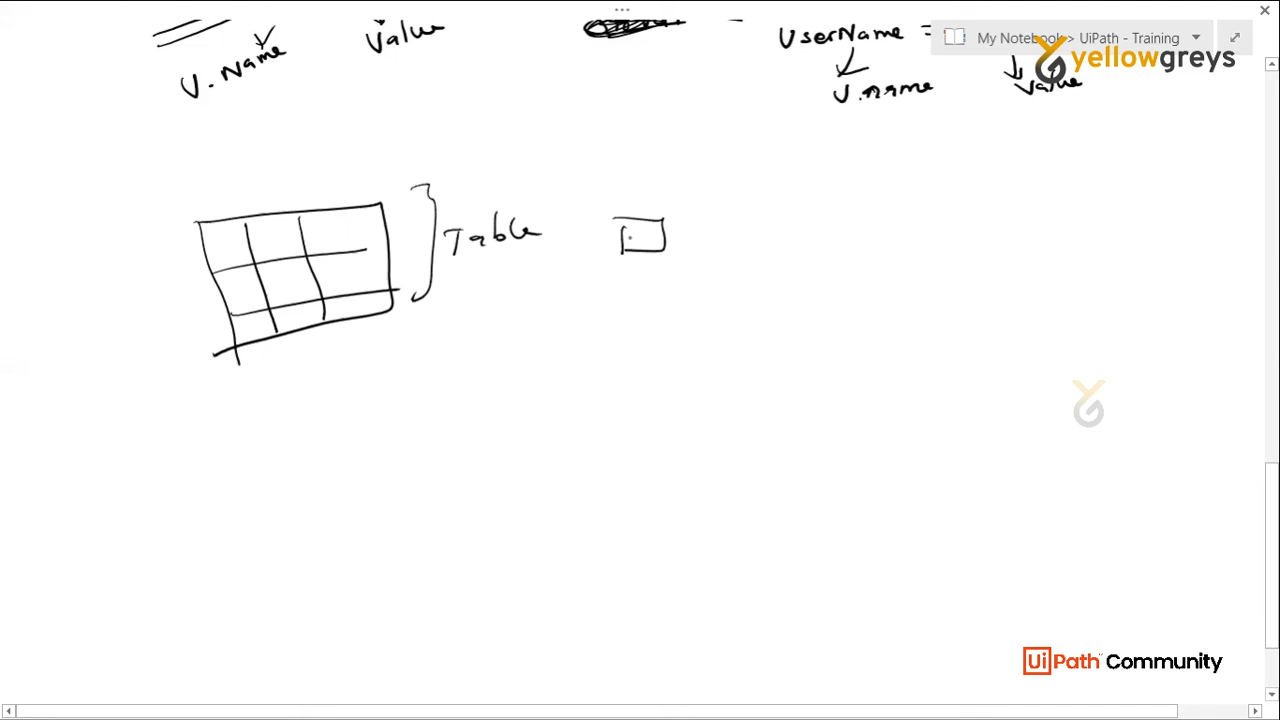 UserName =
My Notebook > UiPath - Training
V.Name
Value
V.name
Value
yellowgreys
Table
UiPath Community